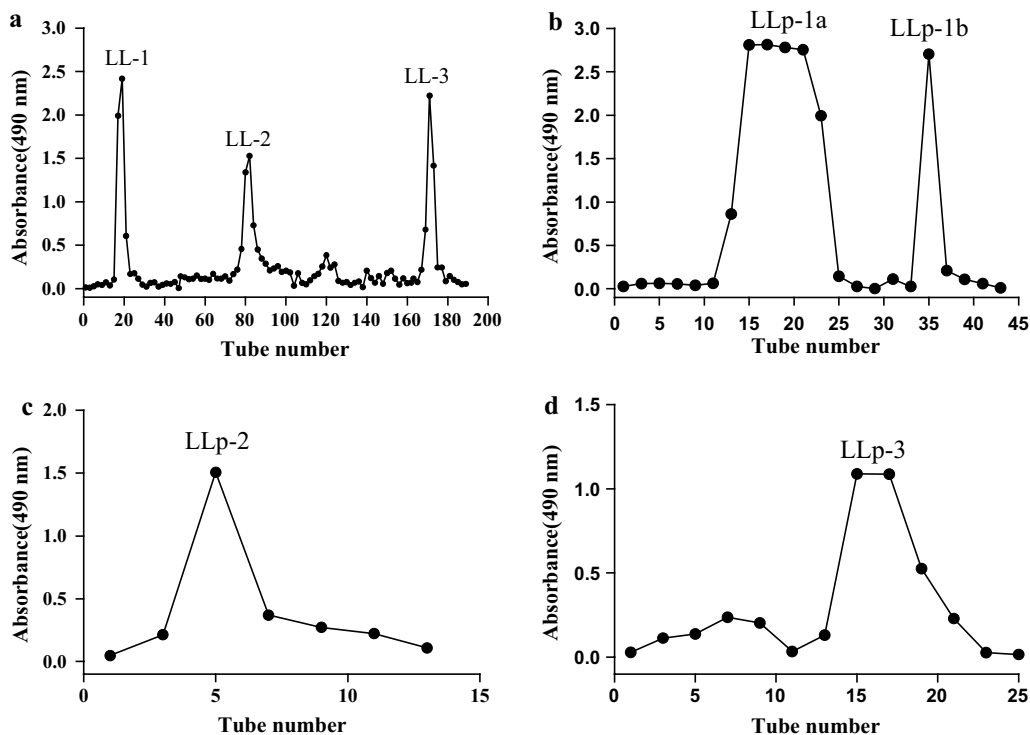 a
Absorbance(490 nm)
3.0
2.5
2.0
1.5
1.0
0.5
0.0
LL-1
LL-2
LL-3
0 20 40 60 80 100 120 140 160 180 200
Tube number
b
Absorbance(490 nm)
3.0
2.5
2.0
1.5
1.0
0.5
0.0
LLp-1a
LLp-1b
0 5 10 15 20 25 30 35 40 45
Tube number
c
Absorbance(490 nm)
2.0
1.5
1.0
0.5
0.0
LLp-2
0 5 10 15
Tube number
d
Absorbance(490 nm)
1.5
1.0
0.5
0.0
LLp-3
0 5 10 15 20 25
Tube number